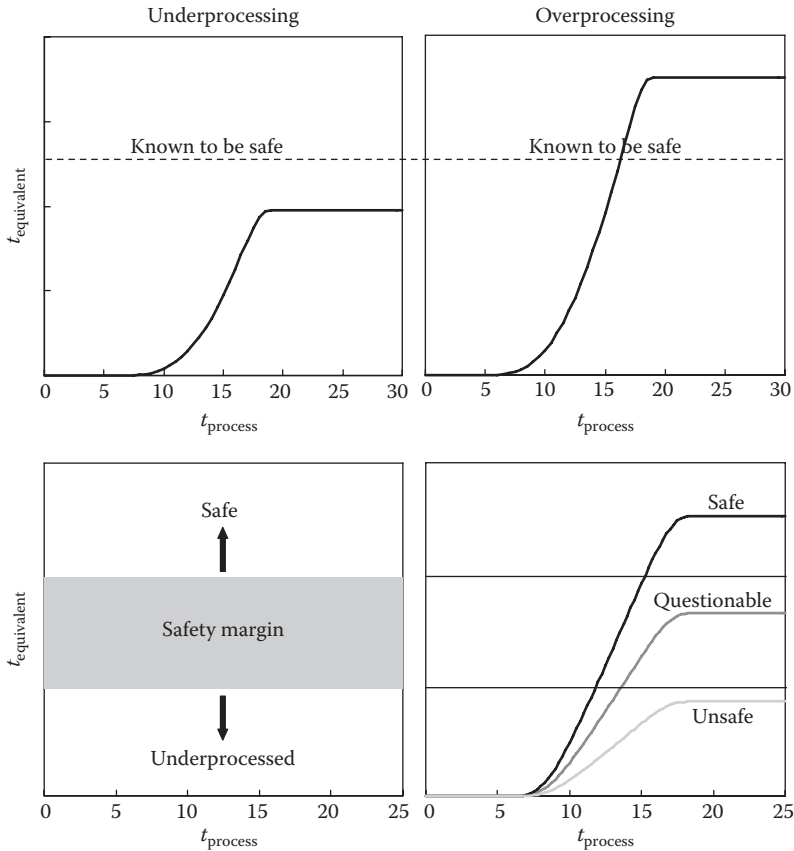 Underprocessing
Overprocessing
Known to be safe
Known to be safe
t_equivalent
0 5 10 15 20 25 30
0 5 10 15 20 25 30
t_process
t_process
Safe
Safety margin
Underprocessed
t_equivalent
Safe
Questionable
Unsafe
0 5 10 15 20 25
0 5 10 15 20 25
t_process
t_process